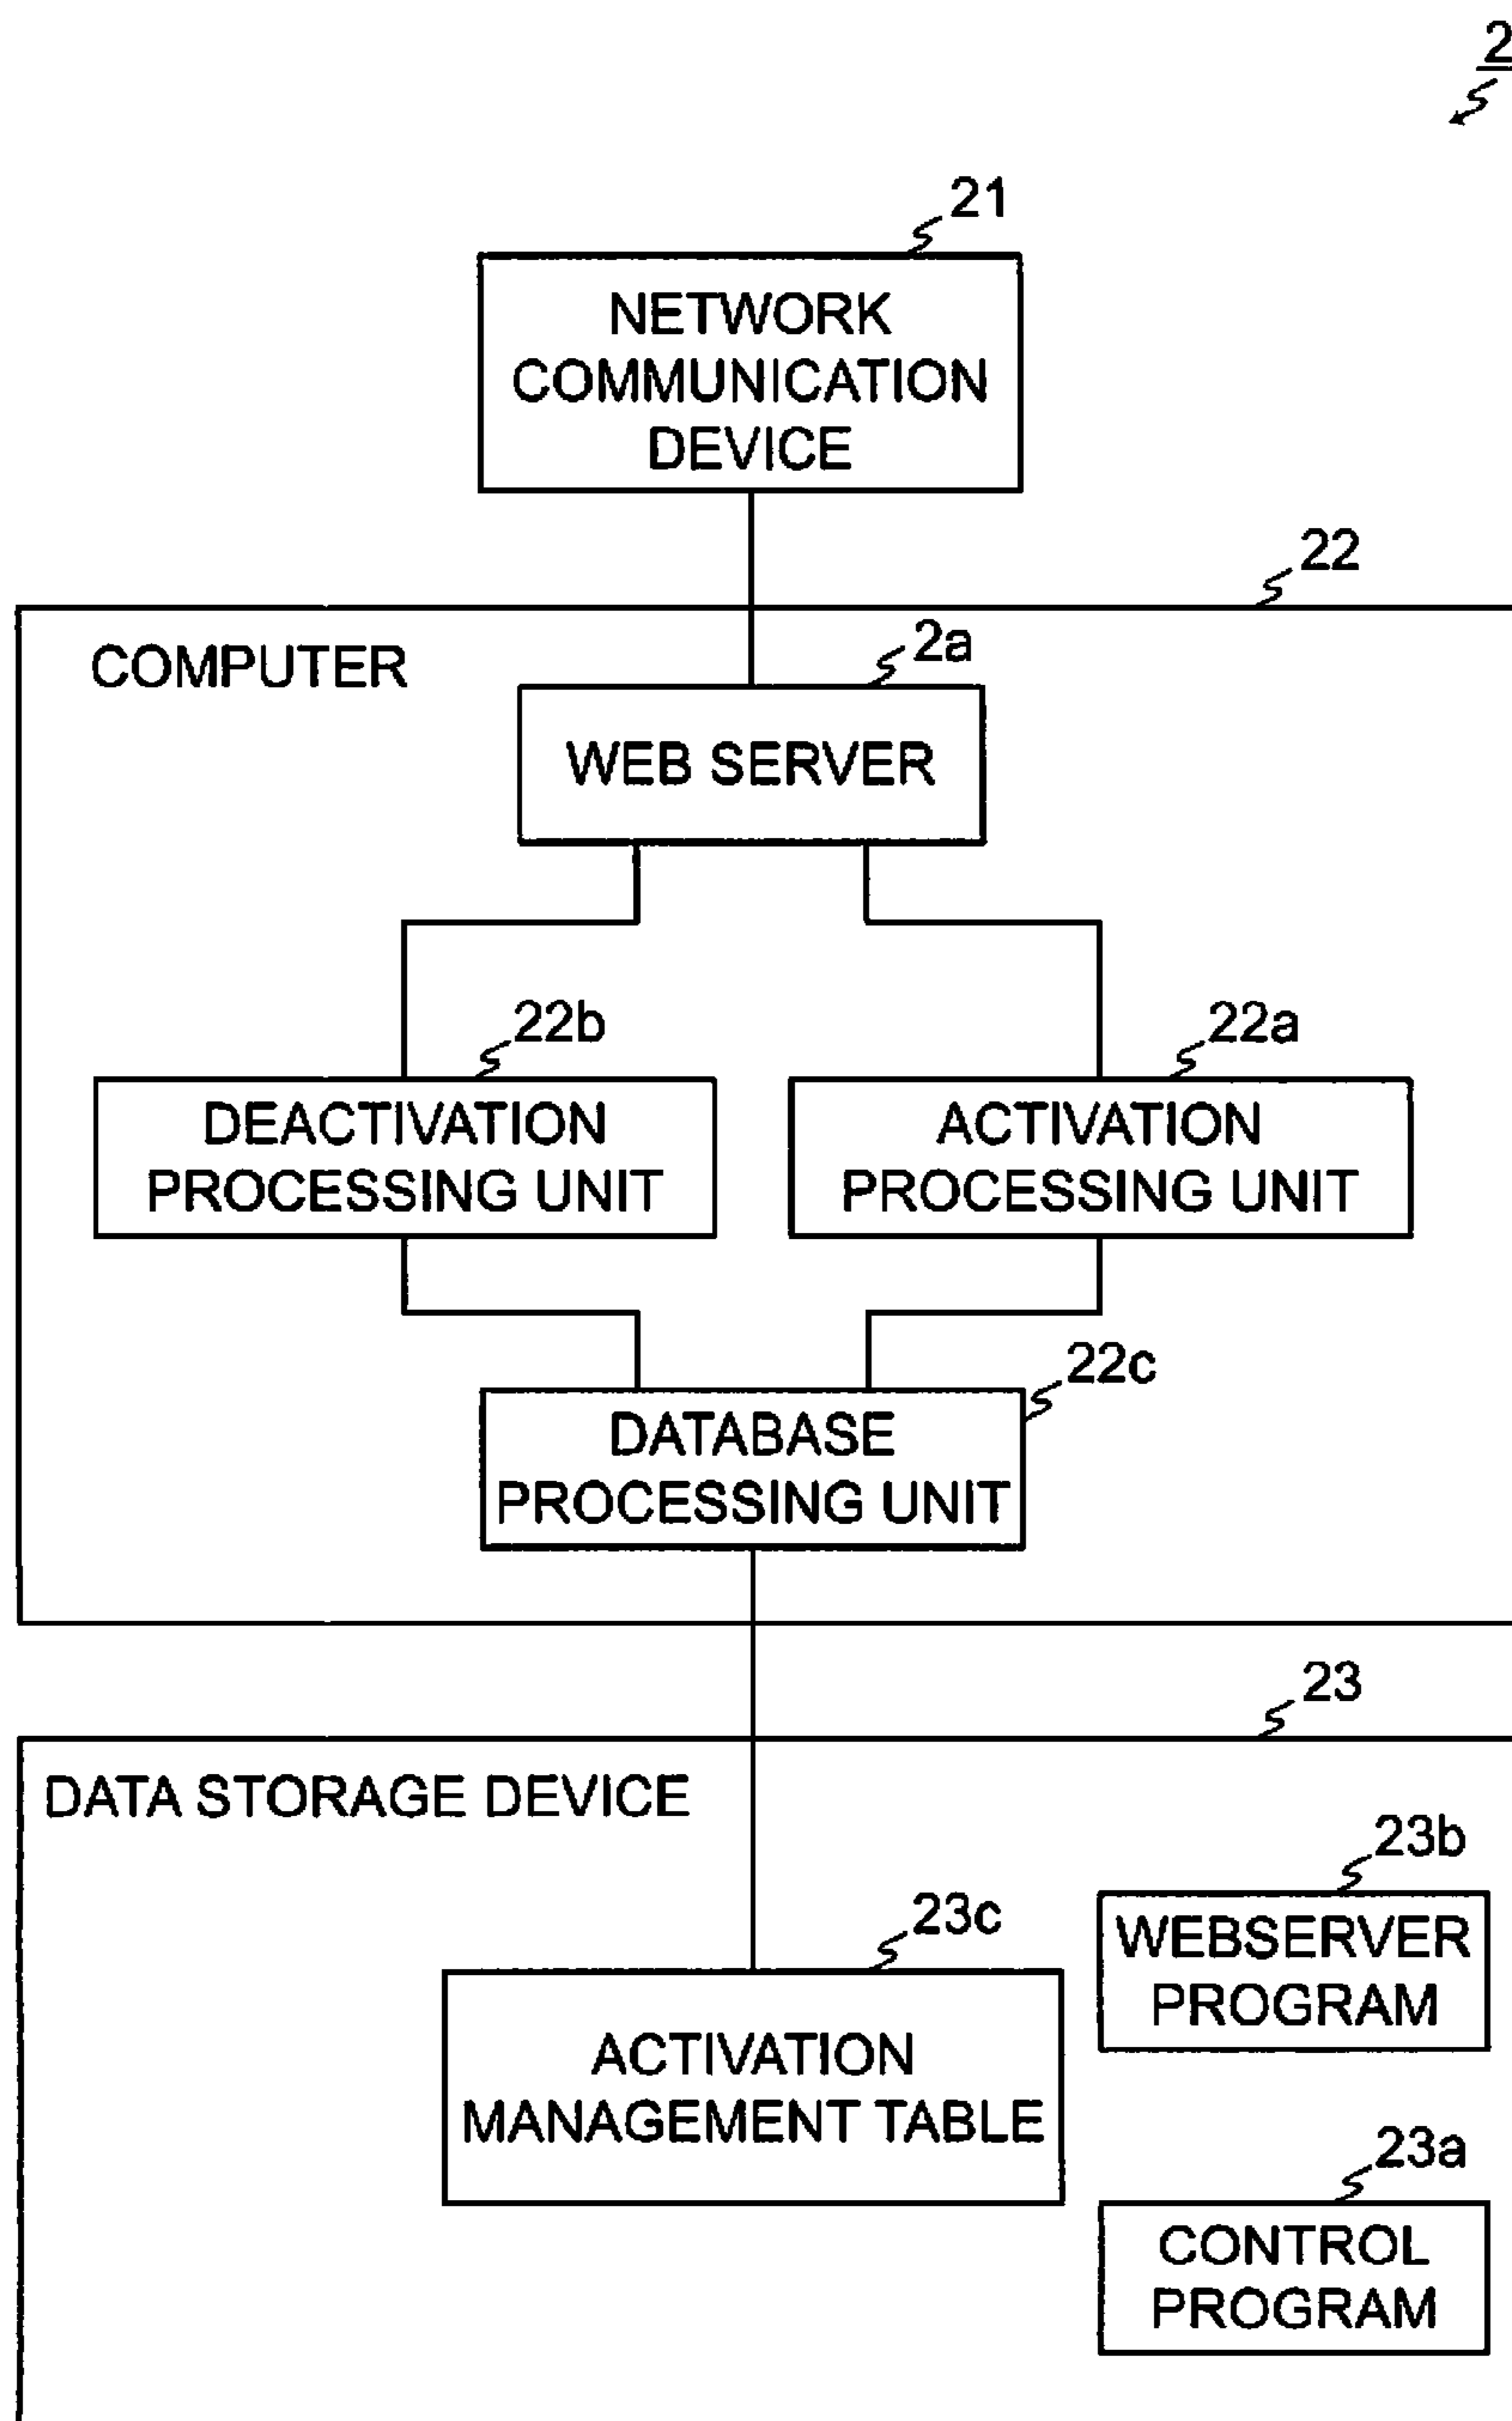 2
21
NETWORK
COMMUNICATION
DEVICE
22
COMPUTER
2a
WEB SERVER
22b
22a
DEACTIVATION
PROCESSING UNIT
ACTIVATION
PROCESSING UNIT
22c
DATABASE
PROCESSING UNIT
23
DATA STORAGE DEVICE
23b
WEBSERVER
PROGRAM
23c
ACTIVATION
MANAGEMENT TABLE
23a
CONTROL
PROGRAM